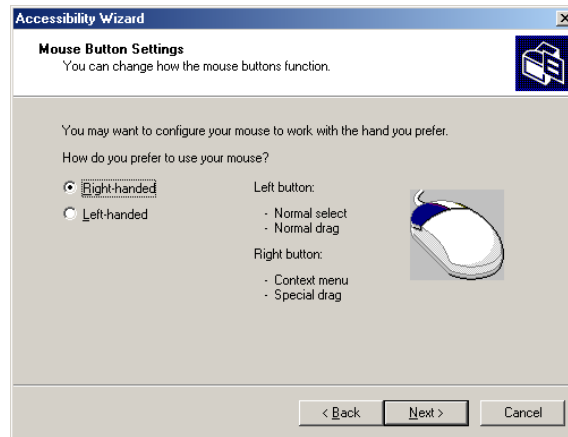 Accessibility Wizard
Mouse Button Settings
You can change how the mouse buttons function.
You may want to configure your mouse to work with the hand you prefer.
How do you prefer to use your mouse?
Right-handed
Left-handed
Left button:
- Normal select
- Normal drag
Right button:
- Context menu
- Special drag
< Back
Next >
Cancel